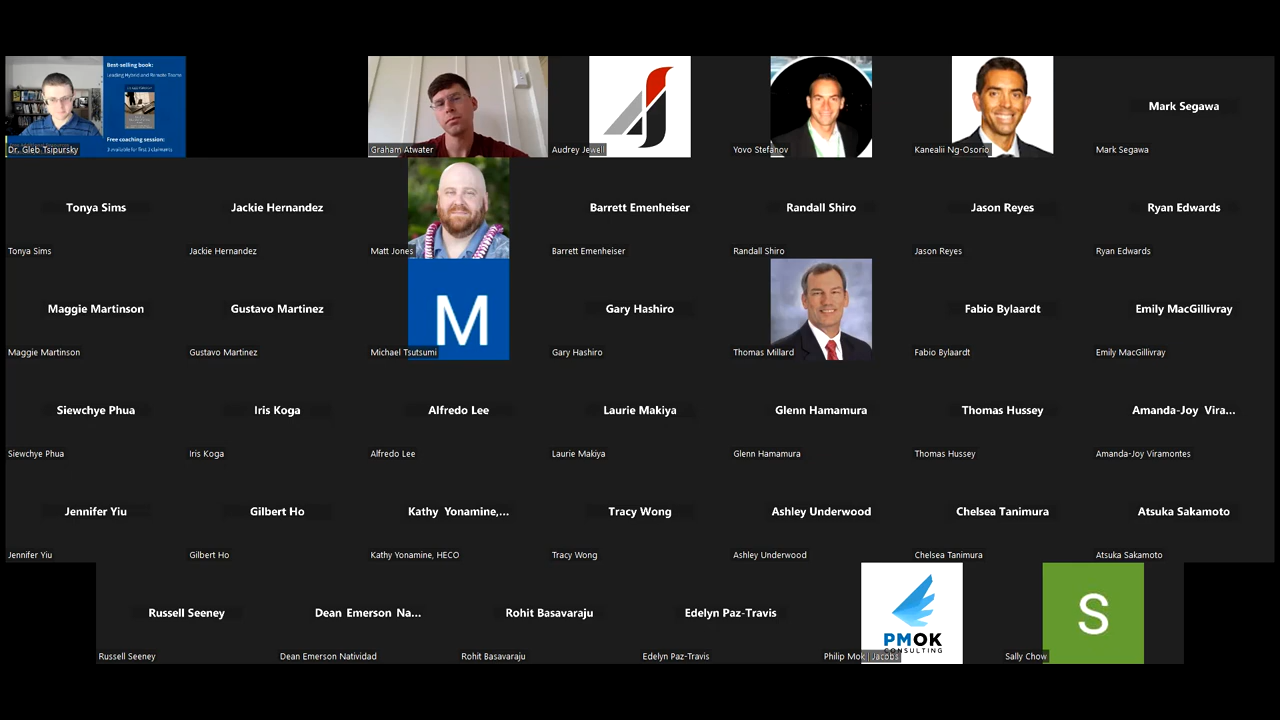 Best-selling book:
Leading Hybrid and Remote Teams
Free coaching session:
3 available for first 3 claimants
Dr. Gleb Tsipursky
Graham Atwater
Audrey Jewell
Yovo Stefanov
Kanealii Ng-Osorio
Mark Segawa
Mark Segawa
Tonya Sims
Tonya Sims
Jackie Hernandez
Jackie Hernandez
Matt Jones
Barrett Emenheiser
Barrett Emenheiser
Randall Shiro
Randall Shiro
Jason Reyes
Jason Reyes
Ryan Edwards
Ryan Edwards
Maggie Martinson
Maggie Martinson
Gustavo Martinez
Gustavo Martinez
M
Michael Tsutsumi
Gary Hashiro
Gary Hashiro
Thomas Millard
Fabio Bylaardt
Fabio Bylaardt
Emily MacGillivray
Emily MacGillivray
Siewchye Phua
Siewchye Phua
Iris Koga
Iris Koga
Alfredo Lee
Alfredo Lee
Laurie Makiya
Laurie Makiya
Glenn Hamamura
Glenn Hamamura
Thomas Hussey
Thomas Hussey
Amanda-Joy Vira...
Amanda-Joy Viramontes
Jennifer Yiu
Jennifer Yiu
Gilbert Ho
Gilbert Ho
Kathy Yonamine,...
Kathy Yonamine, HECO
Tracy Wong
Tracy Wong
Ashley Underwood
Ashley Underwood
Chelsea Tanimura
Chelsea Tanimura
Atsuka Sakamoto
Atsuka Sakamoto
Russell Seeney
Russell Seeney
Dean Emerson Na...
Dean Emerson Natividad
Rohit Basavaraju
Rohit Basavaraju
Edelyn Paz-Travis
Edelyn Paz-Travis
PMOK
CONSULTING
Philip Mok | Jacobs
S
Sally Chow